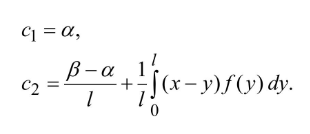 c₁ = α,
c₂ = (β − α)/l + (1/l) ∫₀ˡ (x − y) f(y) dy.